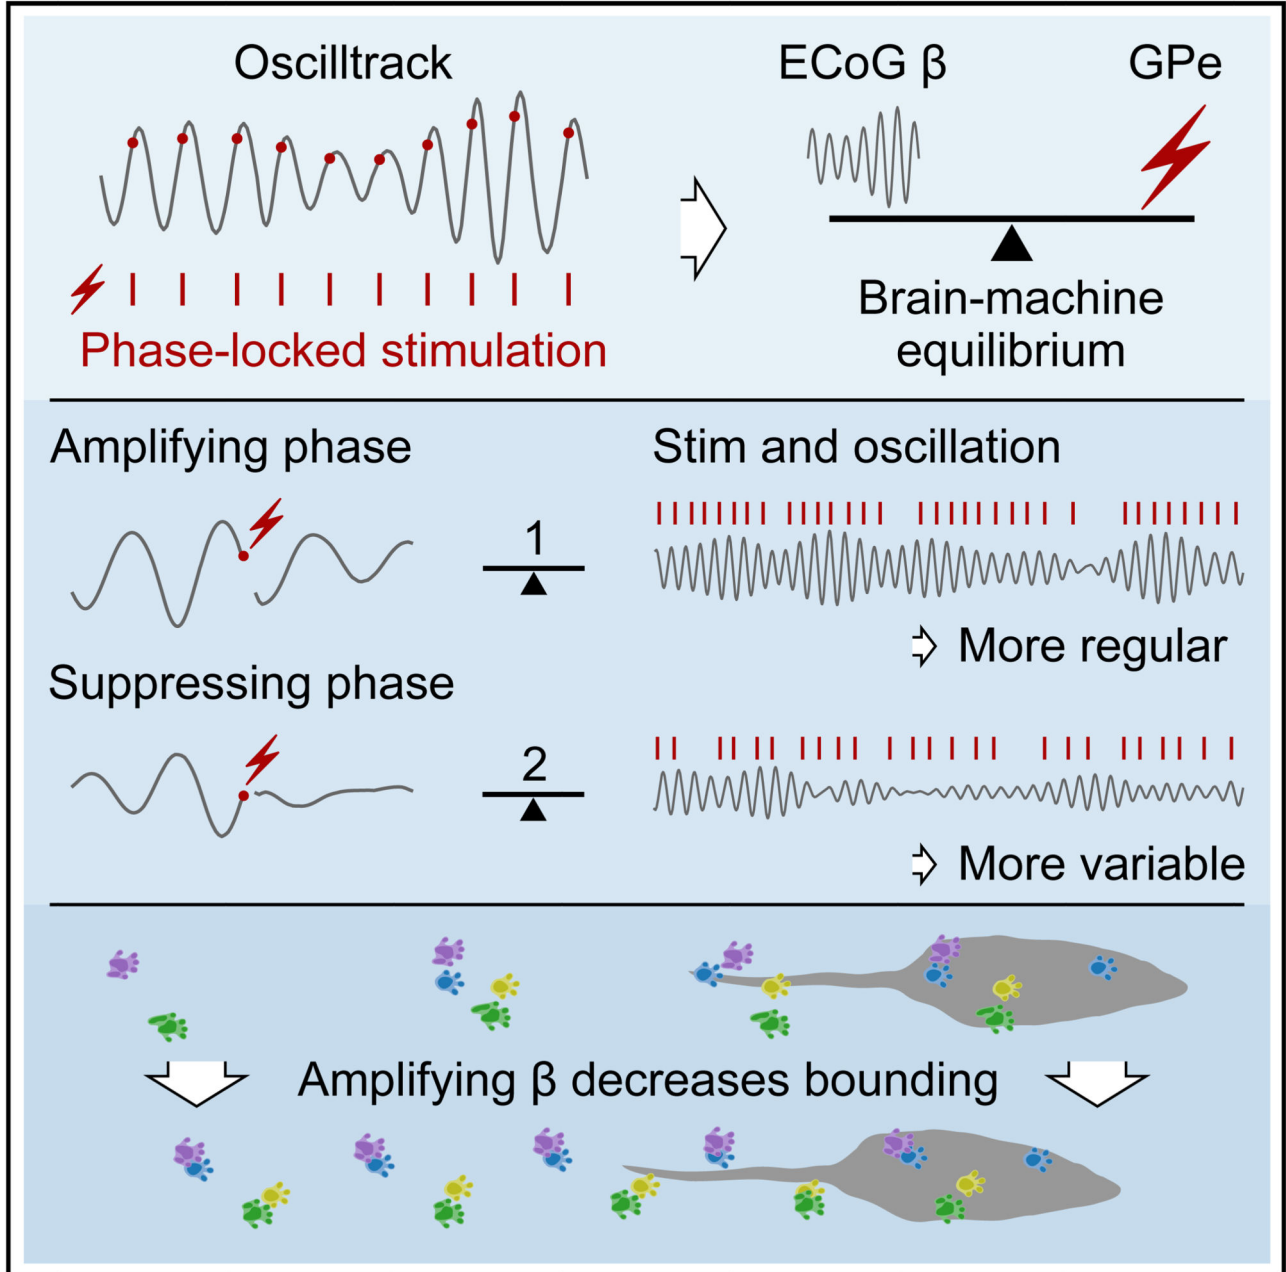 Oscilltrack
ECoG β
GPe
Phase-locked stimulation
Brain-machine
equilibrium
Amplifying phase
Stim and oscillation
1
More regular
Suppressing phase
2
More variable
Amplifying β decreases bounding